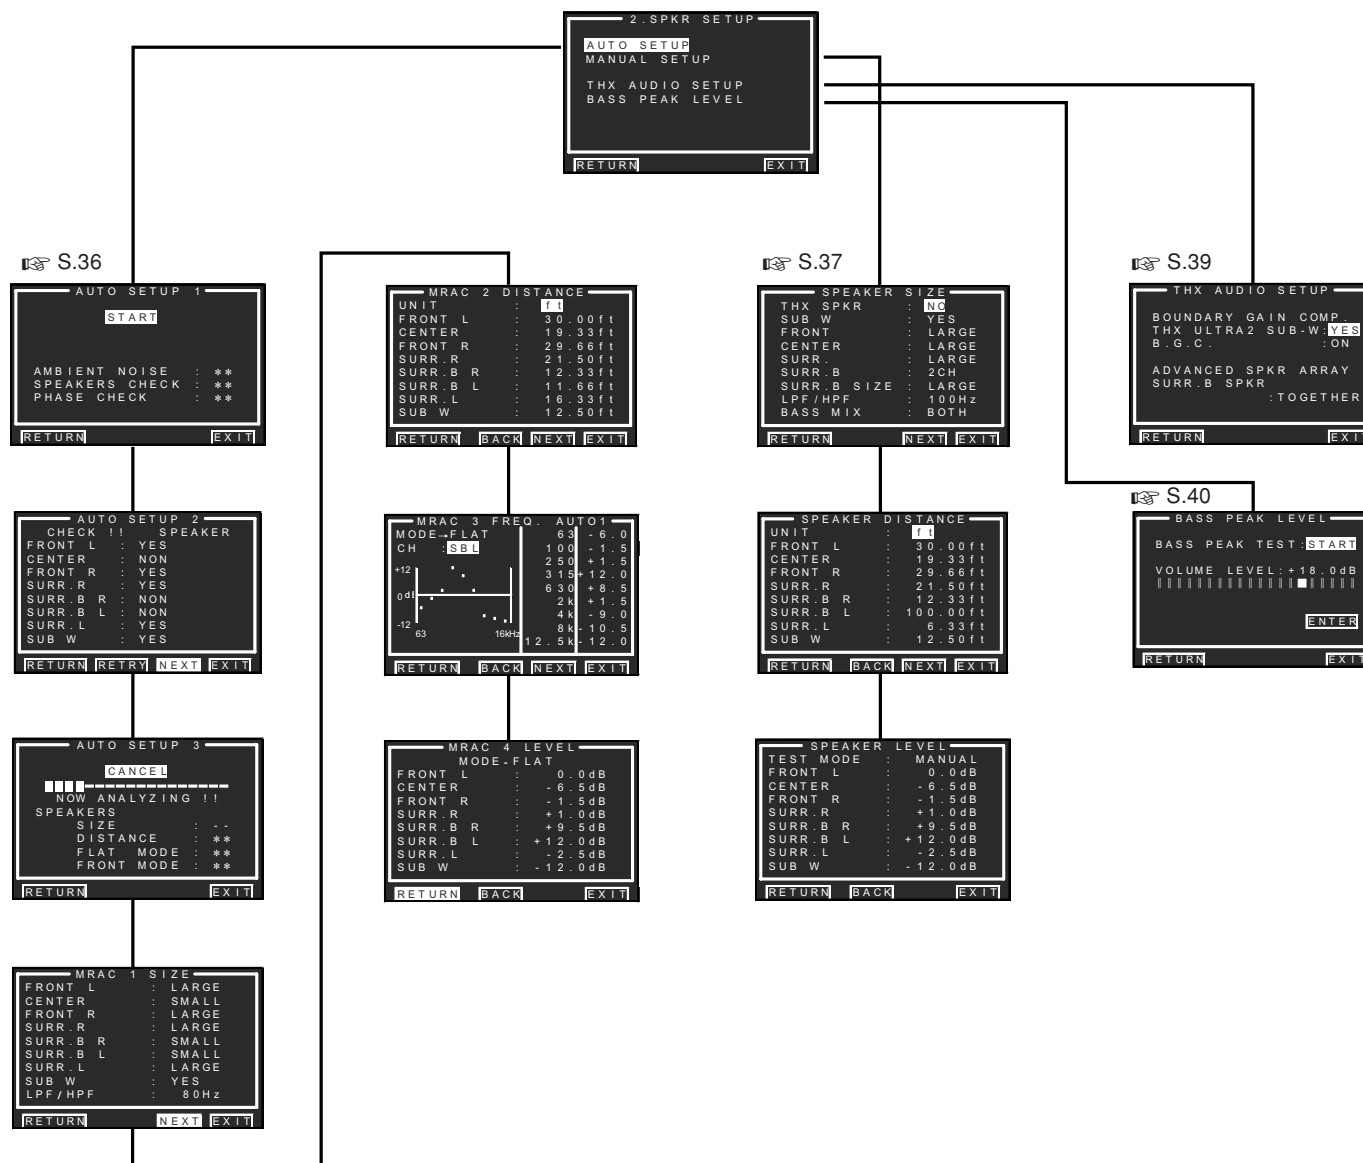 2.SPKR SETUP
AUTO SETUP
MANUAL SETUP
THX AUDIO SETUP
BASS PEAK LEVEL
RETURN EXIT
☞ S.36
AUTO SETUP 1
START
AMBIENT NOISE : **
SPEAKERS CHECK : **
PHASE CHECK : **
RETURN EXIT
AUTO SETUP 2
CHECK !! SPEAKER
FRONT L : YES
CENTER : NON
FRONT R : YES
SURR.R : YES
SURR.B R : NON
SURR.B L : NON
SURR.L : YES
SUB W : YES
RETURN RETRY NEXT EXIT
AUTO SETUP 3
CANCEL
NOW ANALYZING !!
SPEAKERS
SIZE : --
DISTANCE : **
FLAT MODE : **
FRONT MODE : **
RETURN EXIT
MRAC 1 SIZE
FRONT L : LARGE
CENTER : SMALL
FRONT R : LARGE
SURR.R : LARGE
SURR.B R : SMALL
SURR.B L : SMALL
SURR.L : LARGE
SUB W : YES
LPF/HPF : 80Hz
RETURN NEXT EXIT
MRAC 2 DISTANCE
UNIT : ft
FRONT L : 30.00ft
CENTER : 19.33ft
FRONT R : 29.66ft
SURR.R : 21.50ft
SURR.B R : 12.33ft
SURR.B L : 11.66ft
SURR.L : 16.33ft
SUB W : 12.50ft
RETURN BACK NEXT EXIT
MRAC 3 FREQ. AUTO1
MODE→FLAT
CH :SBL
+12
0dB
-12
63 16kHz
63 -6.0
100 -1.5
250 +1.5
315 +12.0
630 +8.5
2k +1.5
4k -9.0
8k -10.5
12.5k -12.0
RETURN BACK NEXT EXIT
MRAC 4 LEVEL
MODE-FLAT
FRONT L : 0.0dB
CENTER : -6.5dB
FRONT R : -1.5dB
SURR.R : +1.0dB
SURR.B R : +9.5dB
SURR.B L : +12.0dB
SURR.L : -2.5dB
SUB W : -12.0dB
RETURN BACK EXIT
☞ S.37
SPEAKER SIZE
THX SPKR : NO
SUB W : YES
FRONT : LARGE
CENTER : LARGE
SURR. : LARGE
SURR.B : 2CH
SURR.B SIZE : LARGE
LPF/HPF : 100Hz
BASS MIX : BOTH
RETURN NEXT EXIT
SPEAKER DISTANCE
UNIT : ft
FRONT L : 30.00ft
CENTER : 19.33ft
FRONT R : 29.66ft
SURR.R : 21.50ft
SURR.B R : 12.33ft
SURR.B L : 100.00ft
SURR.L : 6.33ft
SUB W : 12.50ft
RETURN BACK NEXT EXIT
SPEAKER LEVEL
TEST MODE : MANUAL
FRONT L : 0.0dB
CENTER : -6.5dB
FRONT R : -1.5dB
SURR.R : +1.0dB
SURR.B R : +9.5dB
SURR.B L : +12.0dB
SURR.L : -2.5dB
SUB W : -12.0dB
RETURN BACK EXIT
☞ S.39
THX AUDIO SETUP
BOUNDARY GAIN COMP.
THX ULTRA2 SUB-W:YES
B.G.C. :ON
ADVANCED SPKR ARRAY
SURR.B SPKR
:TOGETHER
RETURN EXIT
☞ S.40
BASS PEAK LEVEL
BASS PEAK TEST:START
VOLUME LEVEL:+18.0dB
ENTER
RETURN EXIT